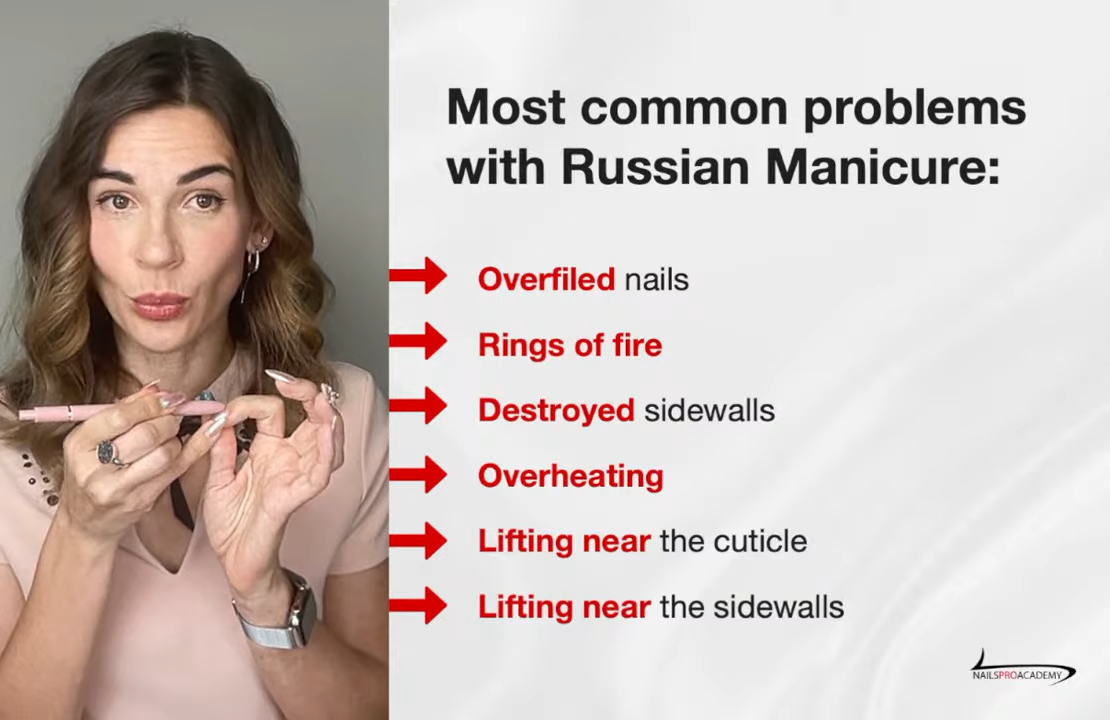 Most common problems
with Russian Manicure:
Overfiled nails
Rings of fire
Destroyed sidewalls
Overheating
Lifting near the cuticle
Lifting near the sidewalls
NAILSPROACADEMY